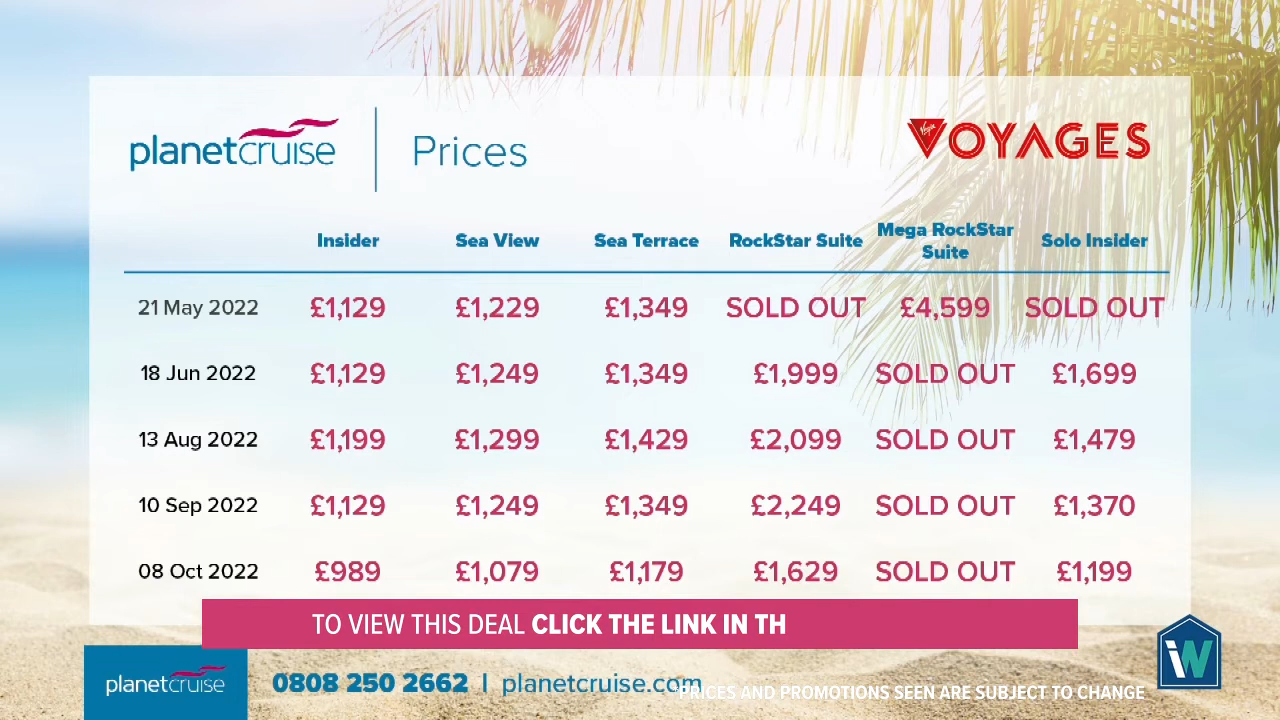 planetcruise
Prices
Virgin VOYAGES
Insider Sea View Sea Terrace RockStar Suite Mega RockStar Suite Solo Insider
21 May 2022 £1,129 £1,229 £1,349 SOLD OUT £4,599 SOLD OUT
18 Jun 2022 £1,129 £1,249 £1,349 £1,999 SOLD OUT £1,699
13 Aug 2022 £1,199 £1,299 £1,429 £2,099 SOLD OUT £1,479
10 Sep 2022 £1,129 £1,249 £1,349 £2,249 SOLD OUT £1,370
08 Oct 2022 £989 £1,079 £1,179 £1,629 SOLD OUT £1,199
TO VIEW THIS DEAL CLICK THE LINK IN TH
planetcruise
0808 250 2662 | planetcruise.com
*PRICES AND PROMOTIONS SEEN ARE SUBJECT TO CHANGE
iW